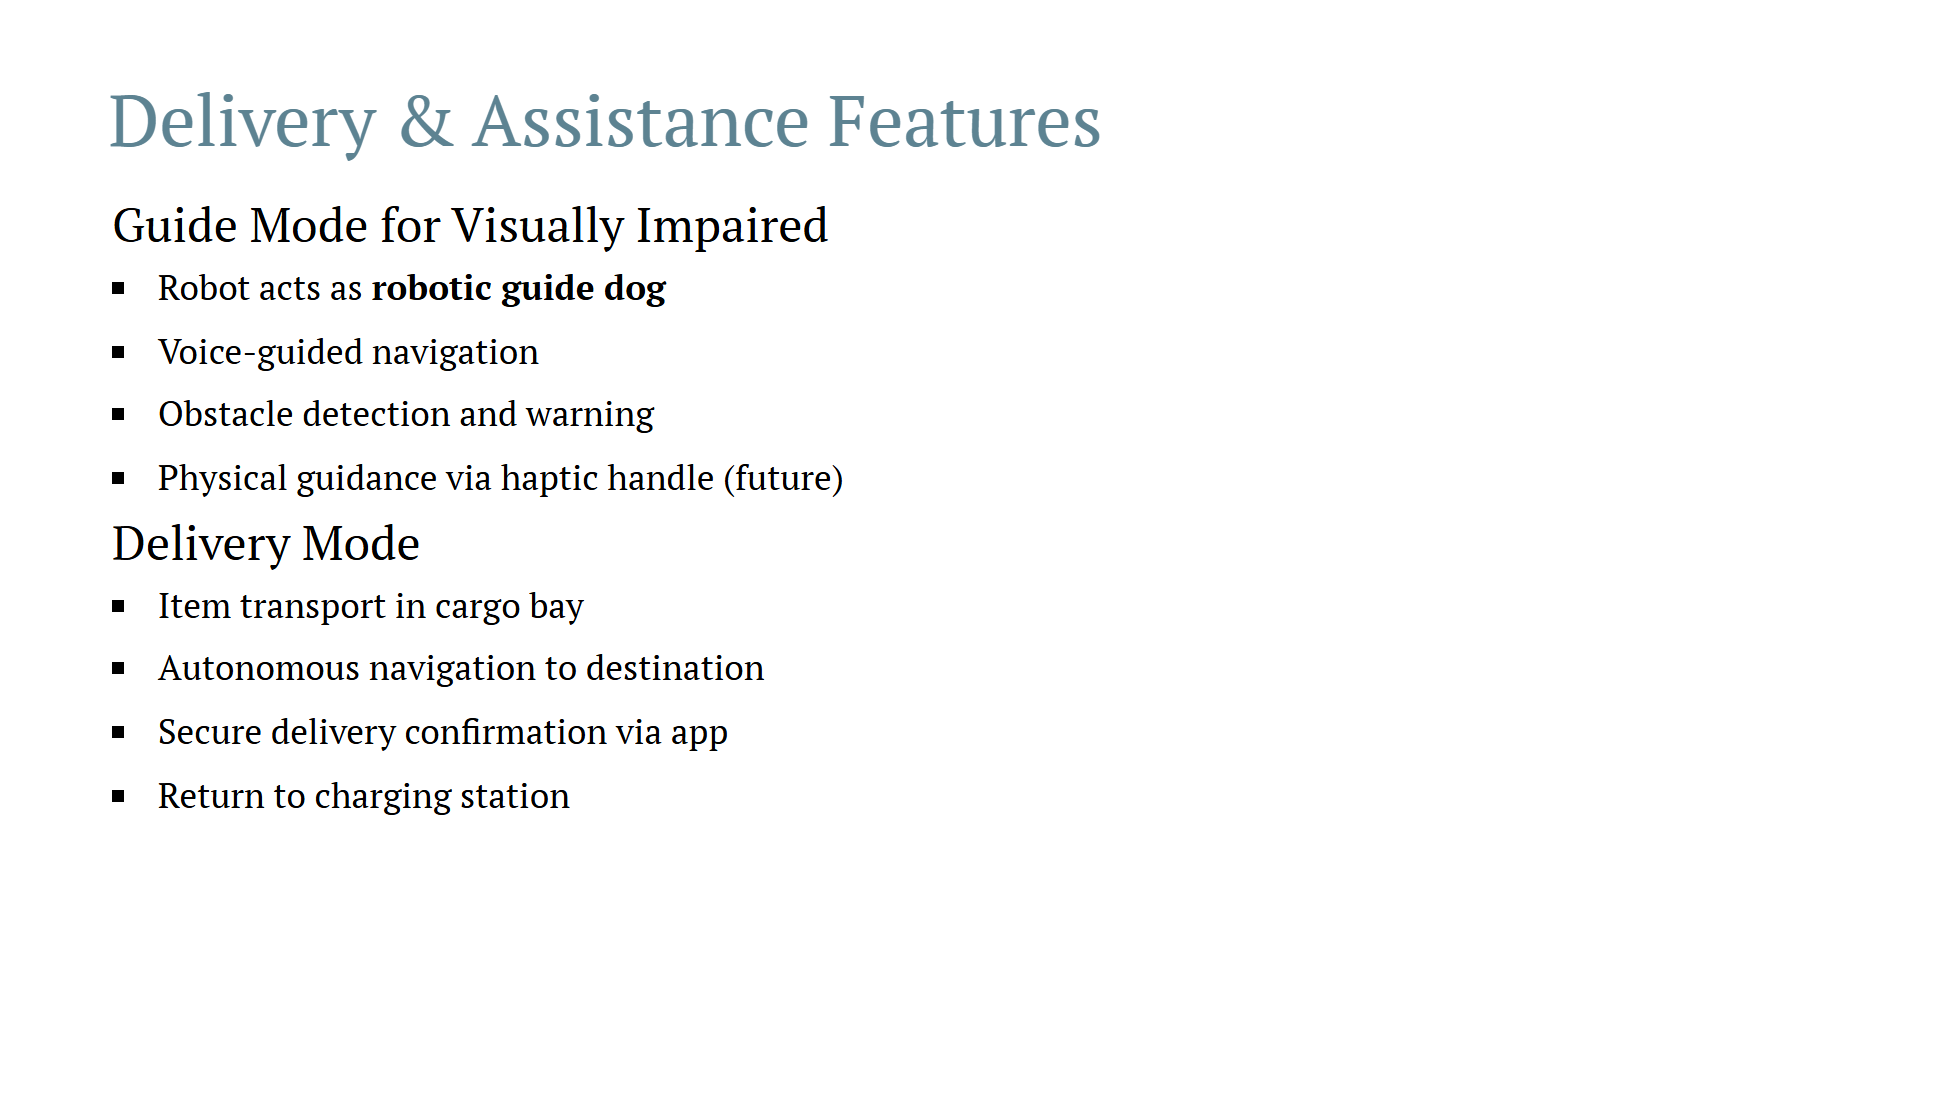 Delivery & Assistance Features
Guide Mode for Visually Impaired
▪ Robot acts as robotic guide dog
▪ Voice-guided navigation
▪ Obstacle detection and warning
▪ Physical guidance via haptic handle (future)
Delivery Mode
▪ Item transport in cargo bay
▪ Autonomous navigation to destination
▪ Secure delivery confirmation via app
▪ Return to charging station